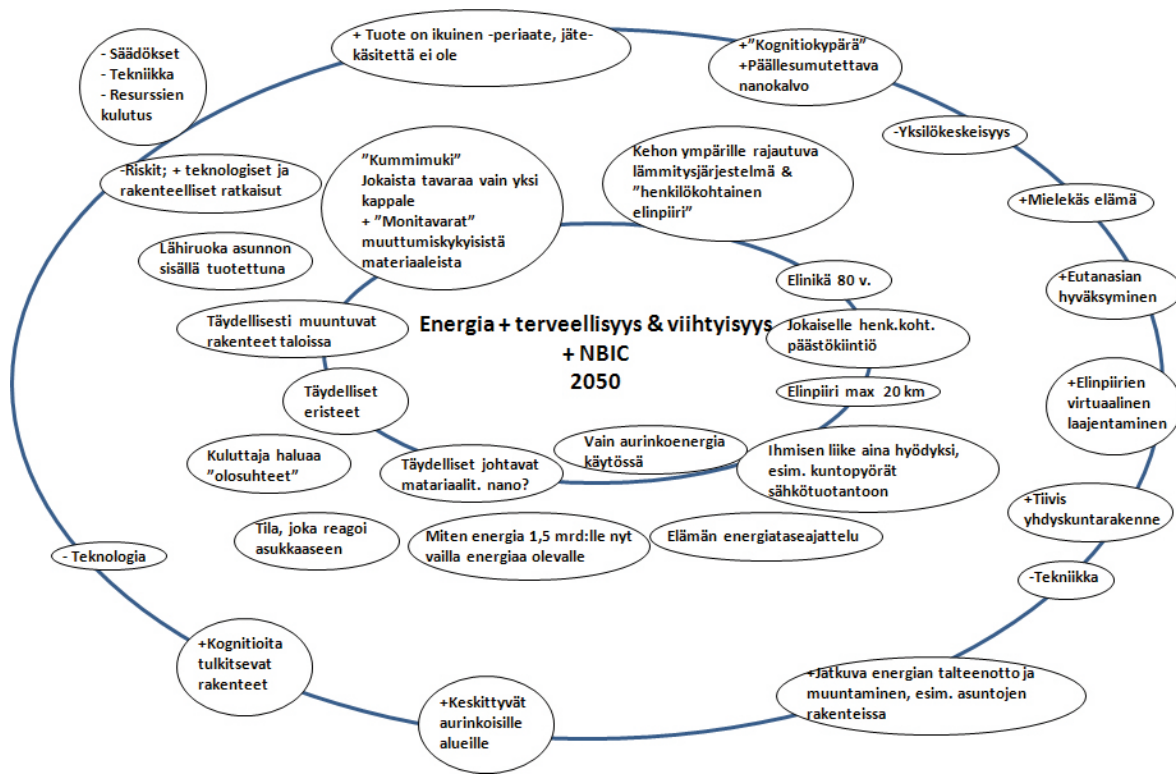 + Tuote on ikuinen -periaate, jäte-
käsitettä ei ole
- Säädökset
- Tekniikka
- Resurssien
kulutus
+”Kognitiokypärä”
+Päällesumutettava
nanokalvo
-Yksilökeskeisyys
-Riskit; + teknologiset ja
rakenteelliset ratkaisut
”Kummimuki”
Jokaista tavaraa vain yksi
kappale
+ ”Monitavarat”
muuttumiskykyisistä
materiaaleista
Kehon ympärille rajautuva
lämmitysjärjestelmä &
”henkilökohtainen
elinpiiri”
+Mielekäs elämä
Lähiruoka asunnon
sisällä tuotettuna
Elinikä 80 v.
+Eutanasian
hyväksyminen
Täydellisesti muuntuvat
rakenteet taloissa
Energia + terveellisyys & viihtyisyys
+ NBIC
2050
Jokaiselle henk.koht.
päästökiintiö
Täydelliset
eristeet
Elinpiiri max 20 km
+Elinpiirien
virtuaalinen
laajentaminen
Kuluttaja haluaa
”olosuhteet”
Täydelliset johtavat
matariaalit. nano?
Vain aurinkoenergia
käytössä
Ihmisen liike aina hyödyksi,
esim. kuntopyörät
sähkötuotantoon
+Tiivis
yhdyskuntarakenne
Tila, joka reagoi
asukkaaseen
Miten energia 1,5 mrd:lle nyt
vailla energiaa olevalle
Elämän energiataseajattelu
- Teknologia
-Tekniikka
+Kognitioita
tulkitsevat
rakenteet
+Keskittyvät
aurinkoisille
alueille
+Jatkuva energian talteenotto ja
muuntaminen, esim. asuntojen
rakenteissa